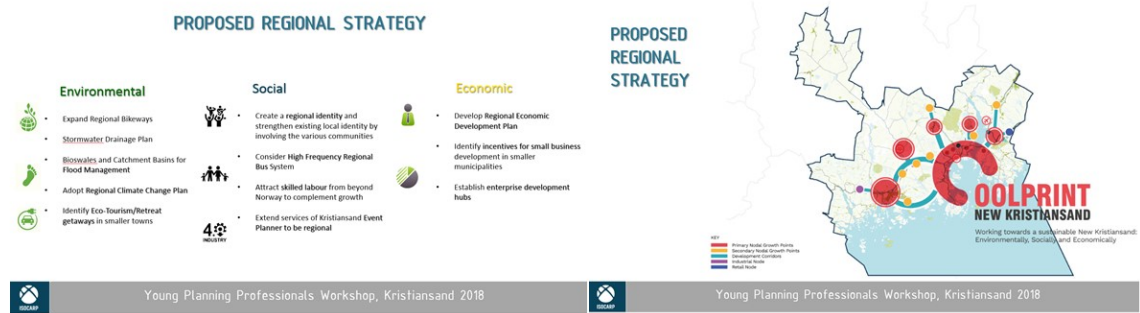 PROPOSED REGIONAL STRATEGY
Environmental
Expand Regional Bikeways
Stormwater Drainage Plan
Bioswales and Catchment Basins for
Flood Management
Adopt Regional Climate Change Plan
Identify Eco-Tourism/Retreat
getaways in smaller towns
Social
Create a regional identity and
strengthen existing local identity by
involving the various communities
Consider High Frequency Regional
Bus System
Attract skilled labour from beyond
Norway to complement growth
Extend services of Kristiansand Event
Planner to be regional
4.0
INDUSTRY
Economic
Develop Regional Economic
Development Plan
Identify incentives for small business
development in smaller
municipalities
Establish enterprise development
hubs
ISOCARP
Young Planning Professionals Workshop, Kristiansand 2018
PROPOSED
REGIONAL
STRATEGY
COOLPRINT
NEW KRISTIANSAND
Working towards a sustainable New Kristiansand:
Environmentally, Socially and Economically
KEY
Primary Nodal Growth Points
Secondary Nodal Growth Points
Development Corridors
Industrial Node
Retail Node
ISOCARP
Young Planning Professionals Workshop, Kristiansand 2018